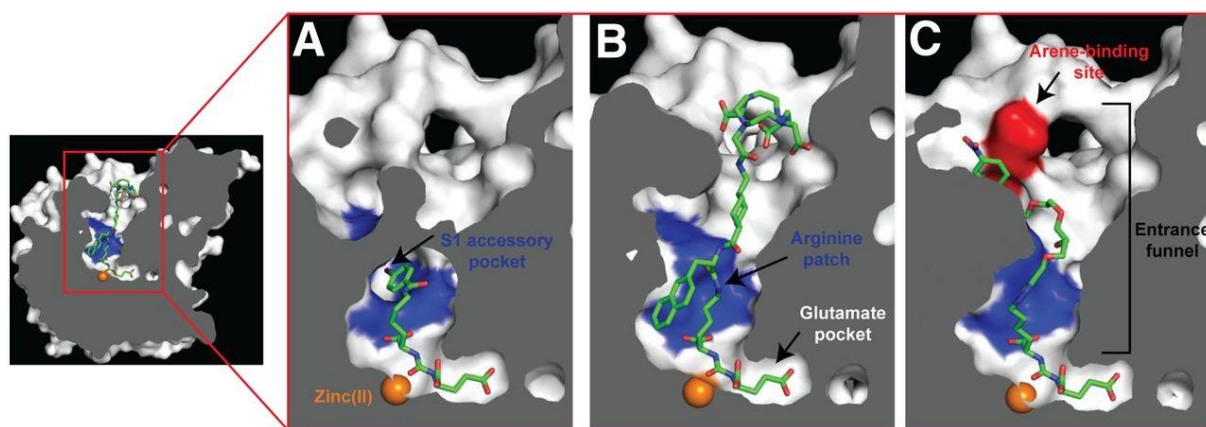 A
B
C
Arene-binding
site
S1 accessory
pocket
Arginine
patch
Entrance
funnel
Glutamate
pocket
Zinc(II)